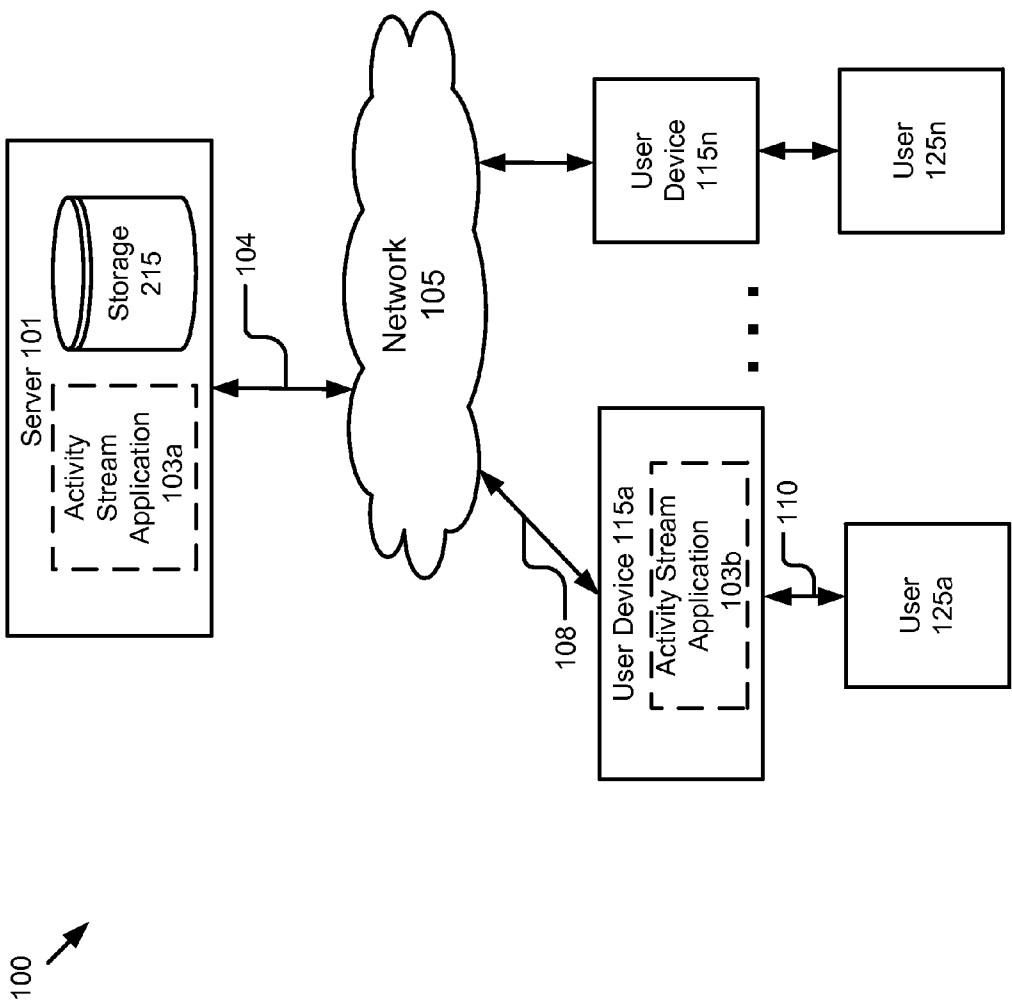 100
Server 101
Activity
Stream
Application
103a
Storage
215
104
Network
105
108
User Device 115a
Activity Stream
Application
103b
110
User
125a
User
Device
115n
User
125n